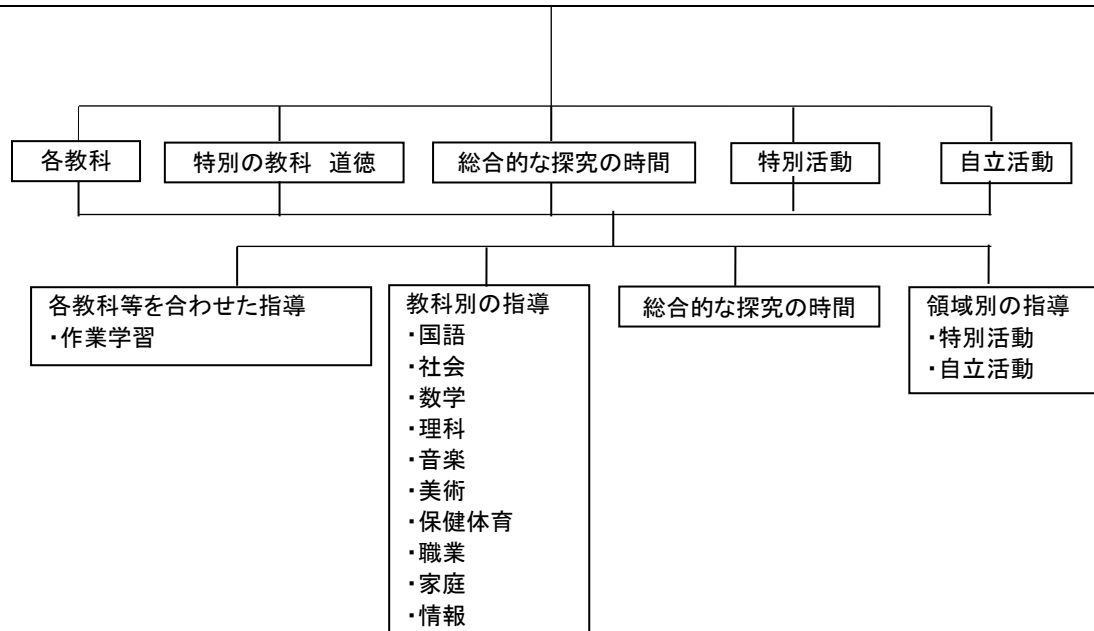 各教科
特別の教科 道徳
総合的な探究の時間
特別活動
自立活動
各教科等を合わせた指導
・作業学習
教科別の指導
・国語
・社会
・数学
・理科
・音楽
・美術
・保健体育
・職業
・家庭
・情報
総合的な探究の時間
領域別の指導
・特別活動
・自立活動